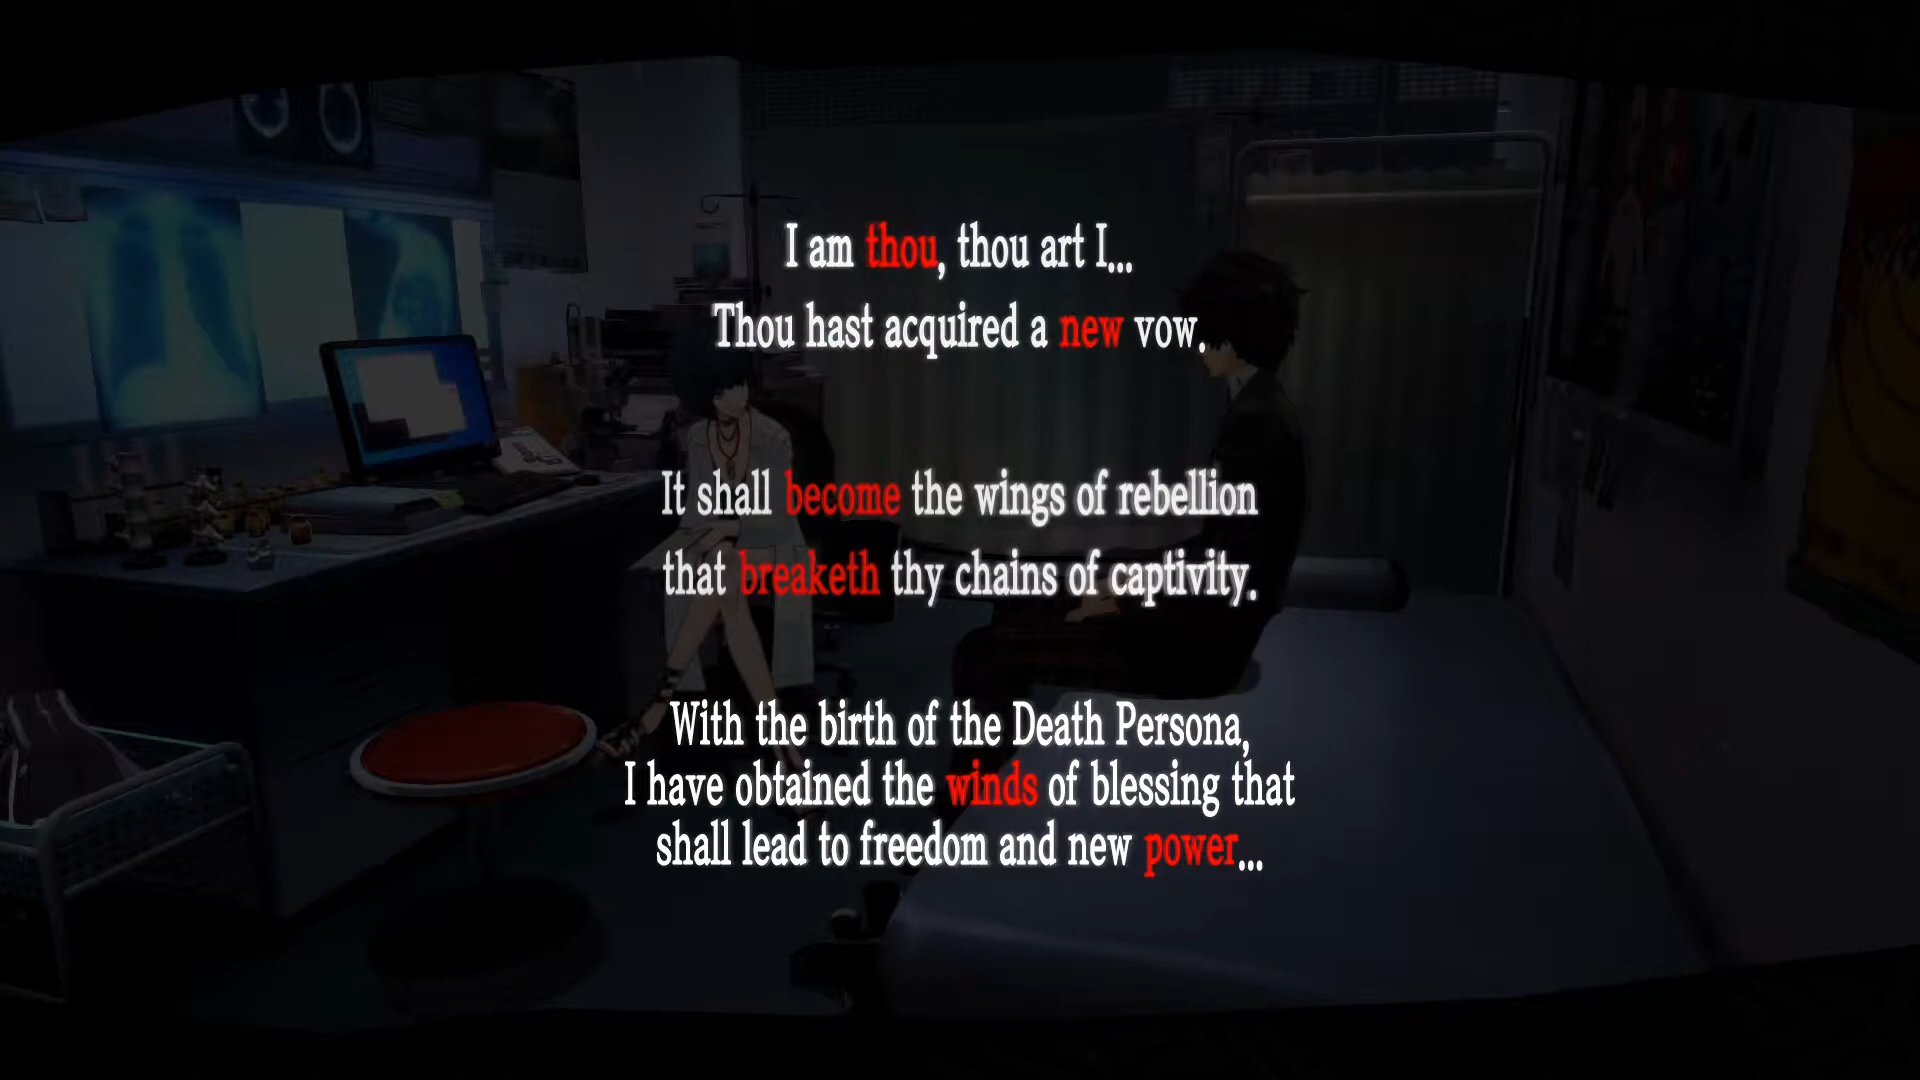 I am thou, thou art I...
Thou hast acquired a new vow.
It shall become the wings of rebellion
that breaketh thy chains of captivity.
With the birth of the Death Persona,
I have obtained the winds of blessing that
shall lead to freedom and new power...